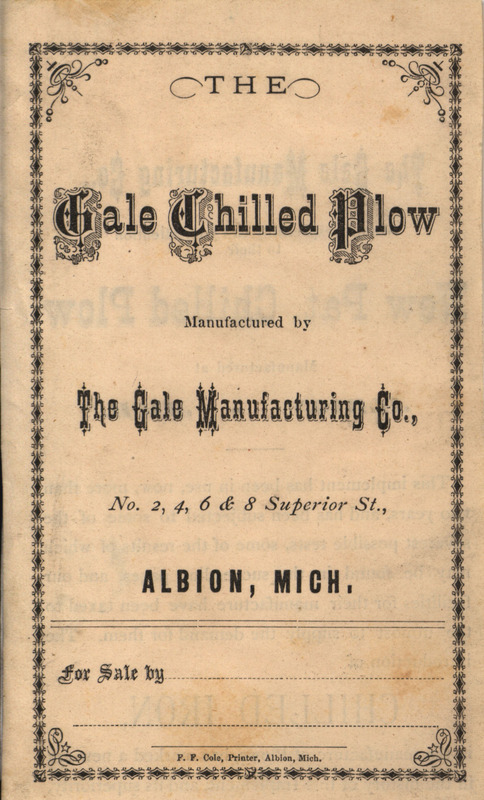 THE
Gale Chilled Plow
Manufactured by
The Gale Manufacturing Co.,
No. 2, 4, 6 & 8 Superior St.,
ALBION, MICH.
For Sale by
F. F. Cole, Printer, Albion, Mich.